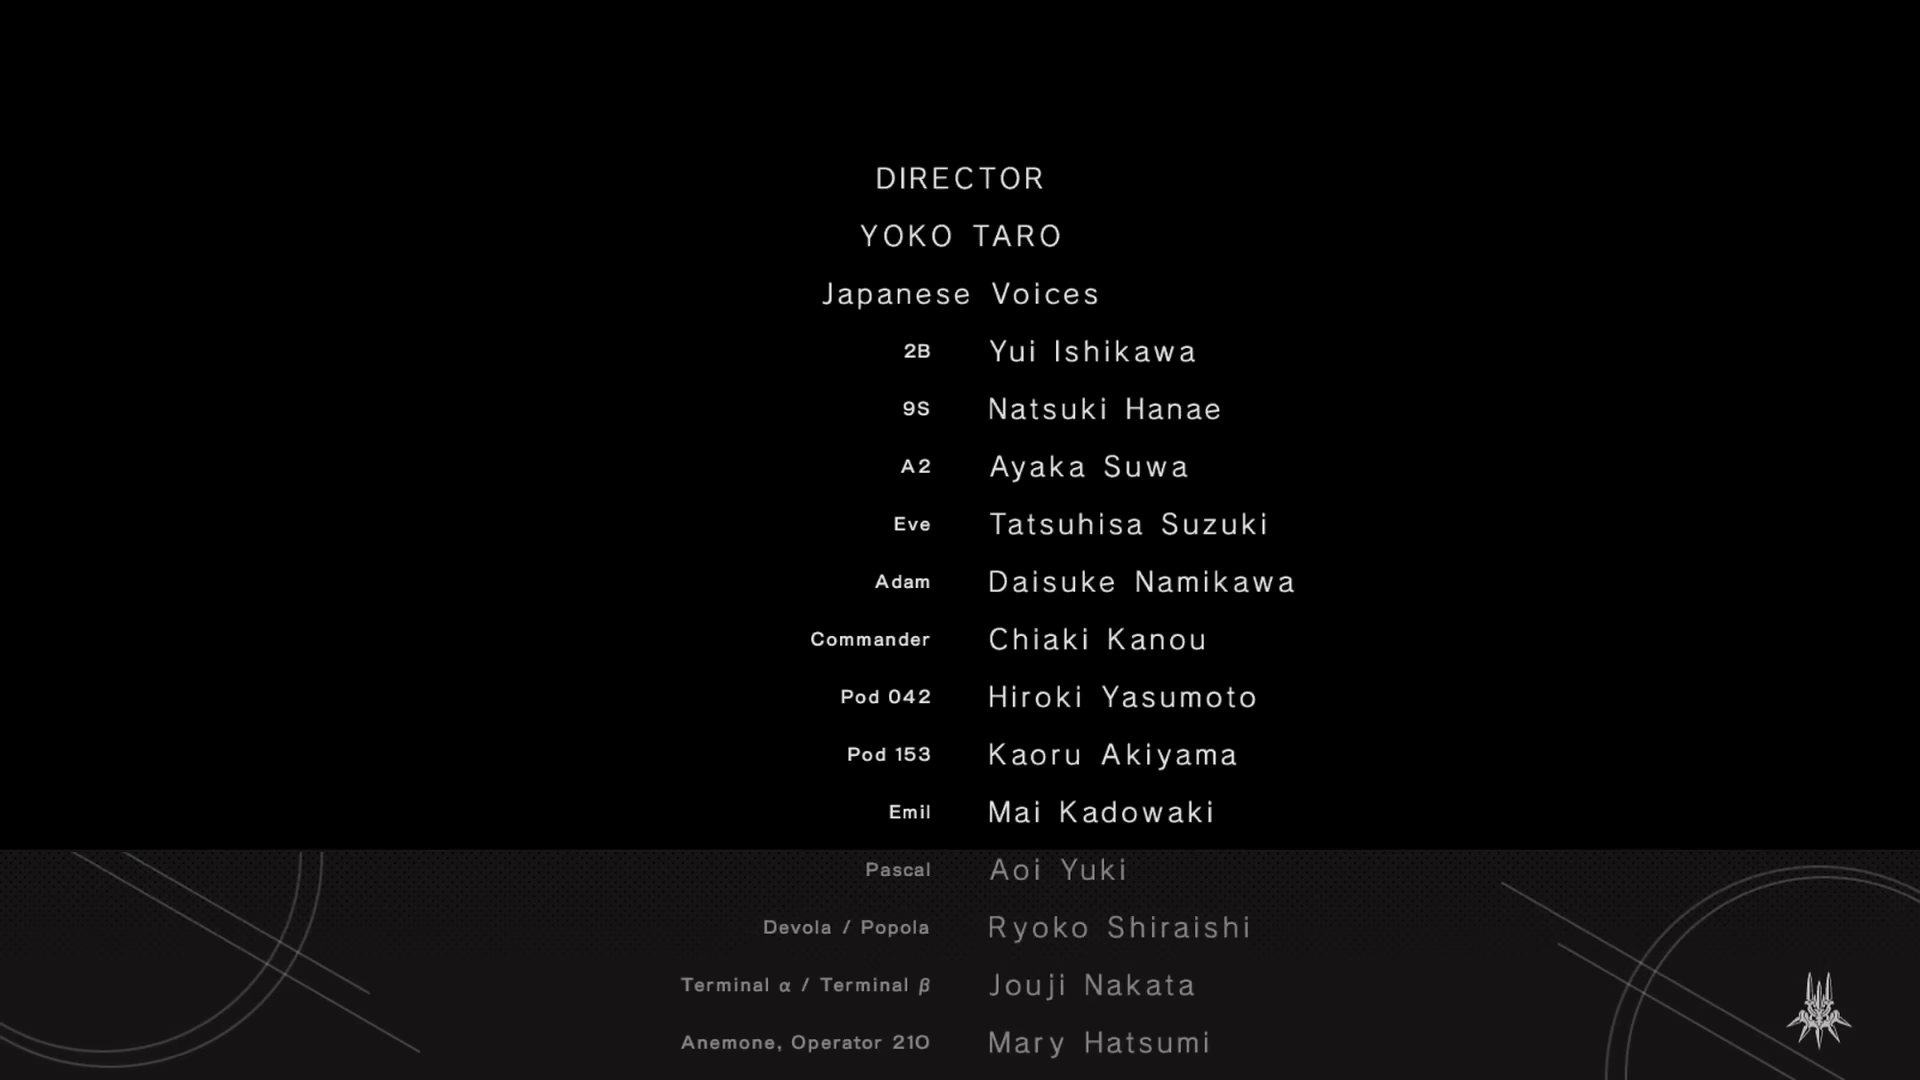 DIRECTOR
YOKO TARO
Japanese Voices
2B Yui Ishikawa
9S Natsuki Hanae
A2 Ayaka Suwa
Eve Tatsuhisa Suzuki
Adam Daisuke Namikawa
Commander Chiaki Kanou
Pod 042 Hiroki Yasumoto
Pod 153 Kaoru Akiyama
Emil Mai Kadowaki
Pascal Aoi Yuki
Devola / Popola Ryoko Shiraishi
Terminal α / Terminal β Jouji Nakata
Anemone, Operator 21O Mary Hatsumi